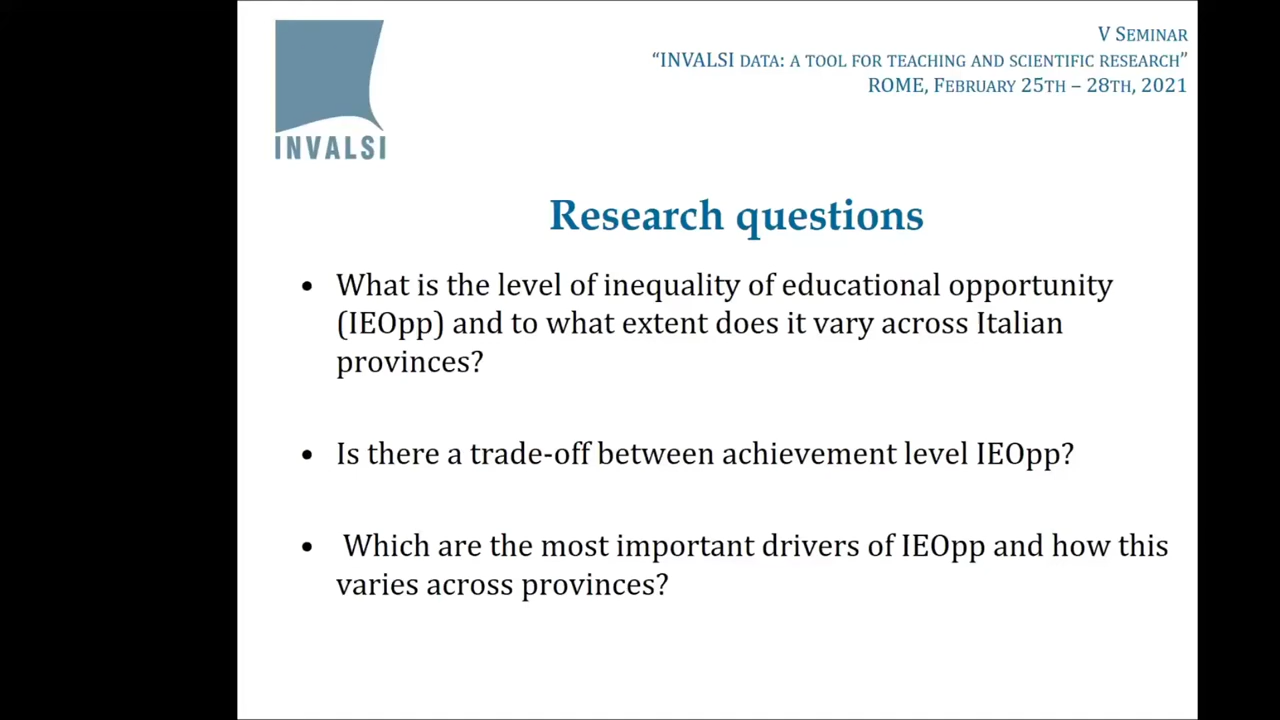 INVALSI
V SEMINAR
“INVALSI DATA: A TOOL FOR TEACHING AND SCIENTIFIC RESEARCH”
ROME, FEBRUARY 25TH – 28TH, 2021
Research questions
• What is the level of inequality of educational opportunity
(IEOpp) and to what extent does it vary across Italian
provinces?
• Is there a trade-off between achievement level IEOpp?
• Which are the most important drivers of IEOpp and how this
varies across provinces?